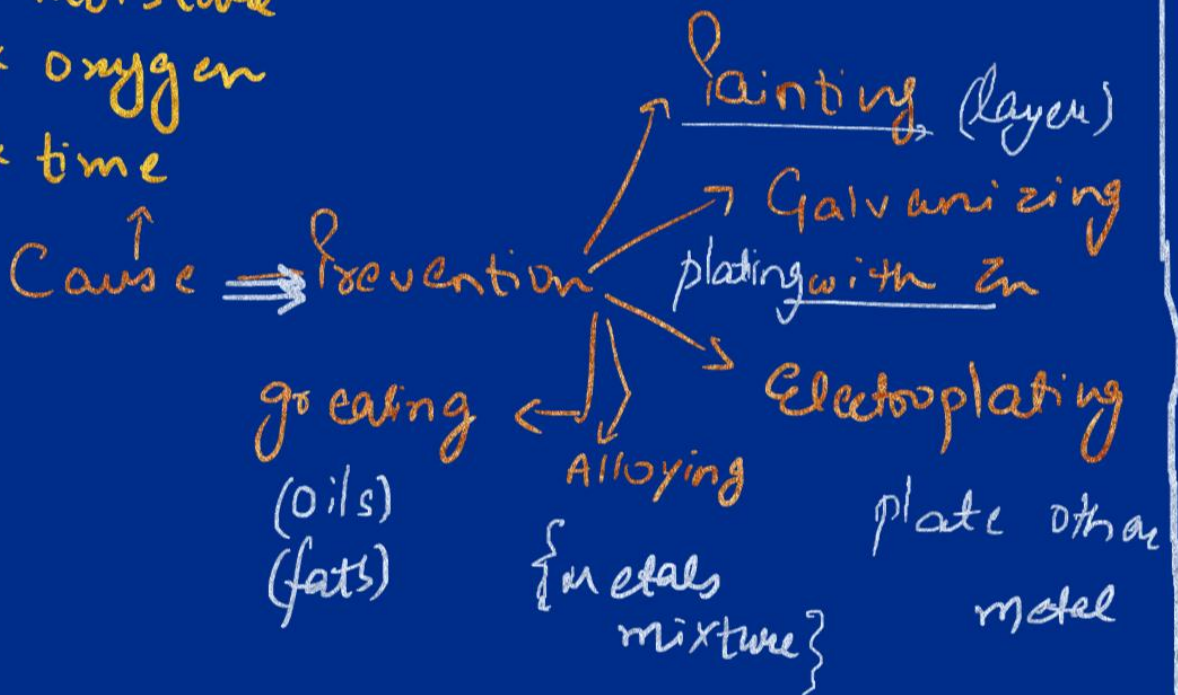 moisture
* oxygen
* time
↑
Cause ⇒ Prevention
Painting (layer)
Galvanizing
plating with Zn
Electroplating
plate other
metal
Alloying
{metals
mixture}
greasing
(oils)
(fats)